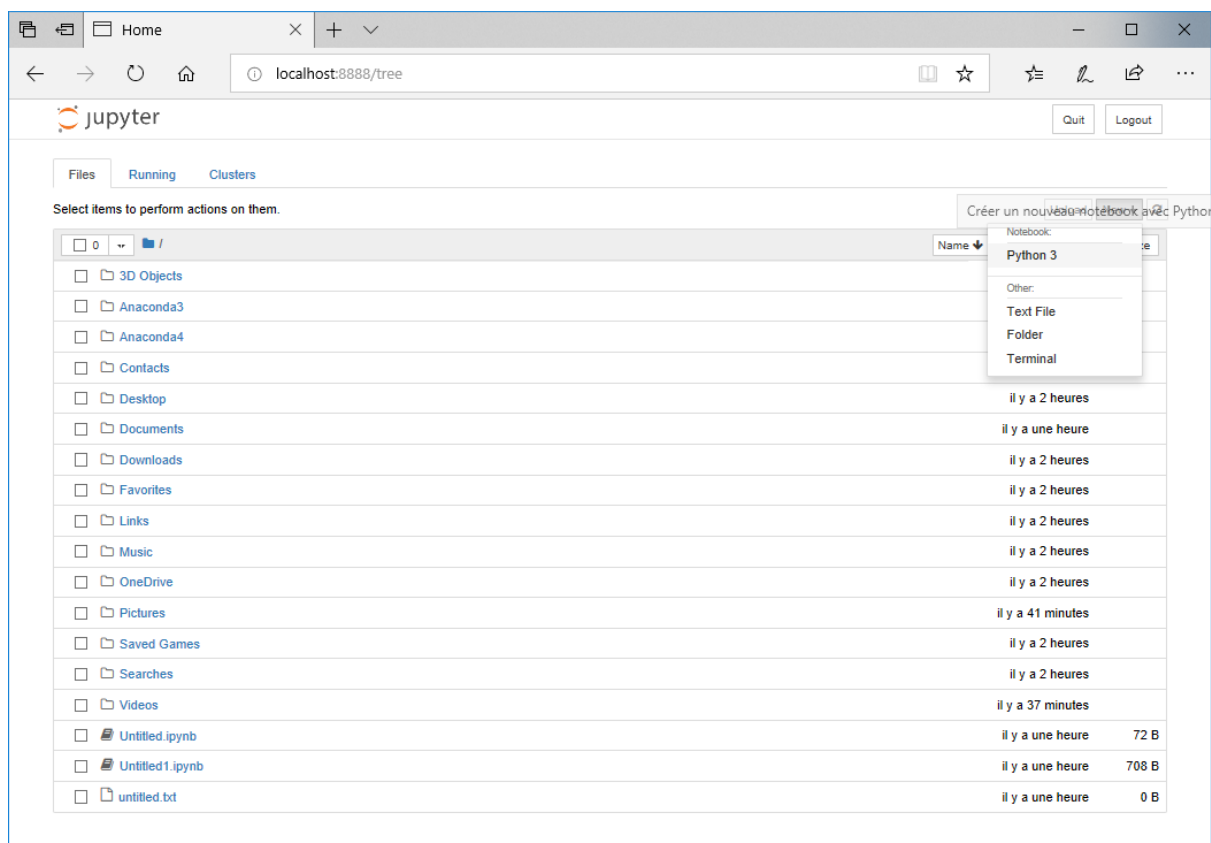 Home
localhost:8888/tree
jupyter
Quit Logout
Files Running Clusters
Select items to perform actions on them.
Créer un nouveau notebook avec Python
0 / Name
Notebook:
Python 3
Other:
Text File
Folder
Terminal
3D Objects
Anaconda3
Anaconda4
Contacts
Desktop il y a 2 heures
Documents il y a une heure
Downloads il y a 2 heures
Favorites il y a 2 heures
Links il y a 2 heures
Music il y a 2 heures
OneDrive il y a 2 heures
Pictures il y a 41 minutes
Saved Games il y a 2 heures
Searches il y a 2 heures
Videos il y a 37 minutes
Untitled.ipynb il y a une heure 72 B
Untitled1.ipynb il y a une heure 708 B
untitled.txt il y a une heure 0 B